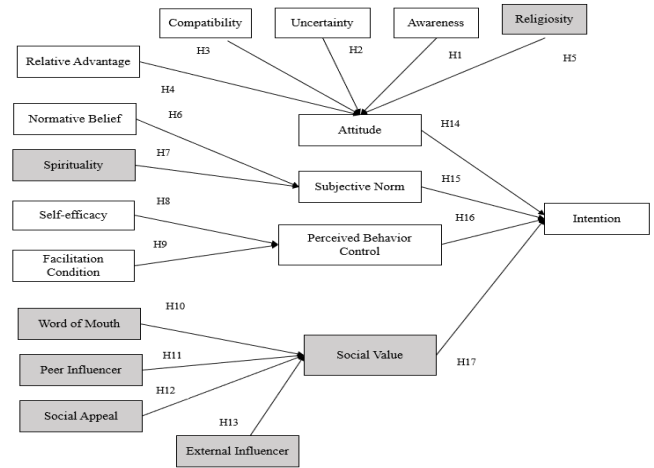 Compatibility
Uncertainty
Awareness
Religiosity
H3
H2
H1
H5
Relative Advantage
H4
Normative Belief
H6
Attitude
H14
Spirituality
H7
Subjective Norm
H15
Self-efficacy
H8
H16
Intention
Perceived Behavior
Control
H9
Facilitation
Condition
H10
Word of Mouth
H11
Social Value
Peer Influencer
H17
H12
Social Appeal
H13
External Influencer